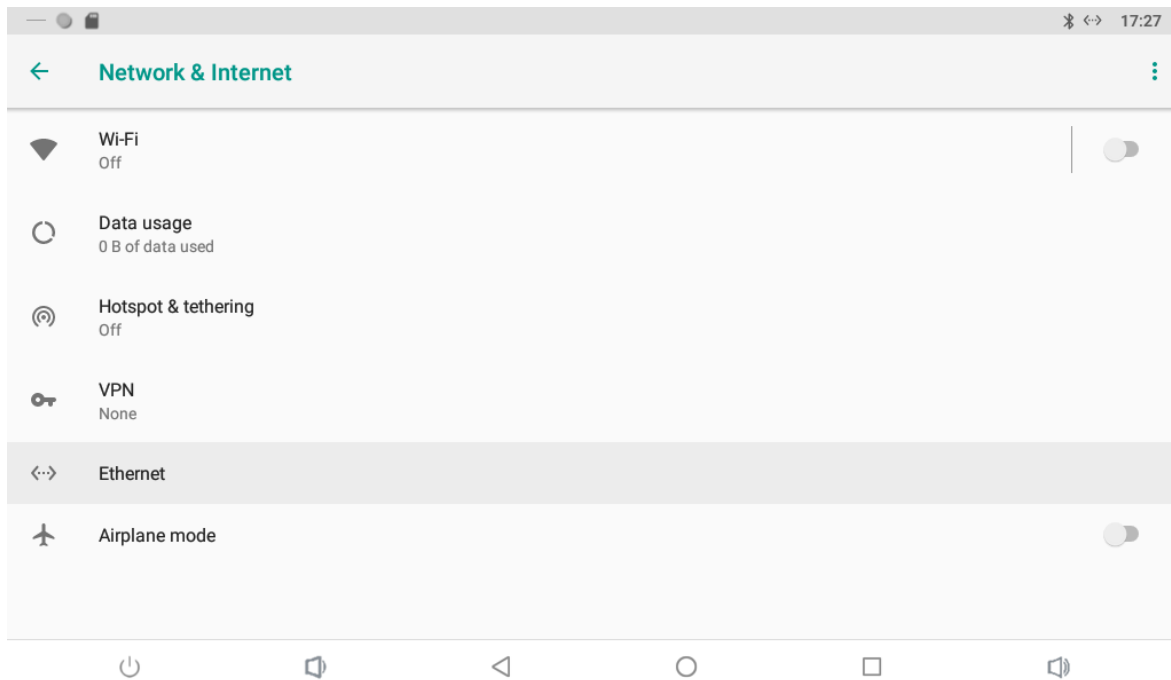 17:27
Network & Internet
Wi-Fi
Off
Data usage
0 B of data used
Hotspot & tethering
Off
VPN
None
Ethernet
Airplane mode